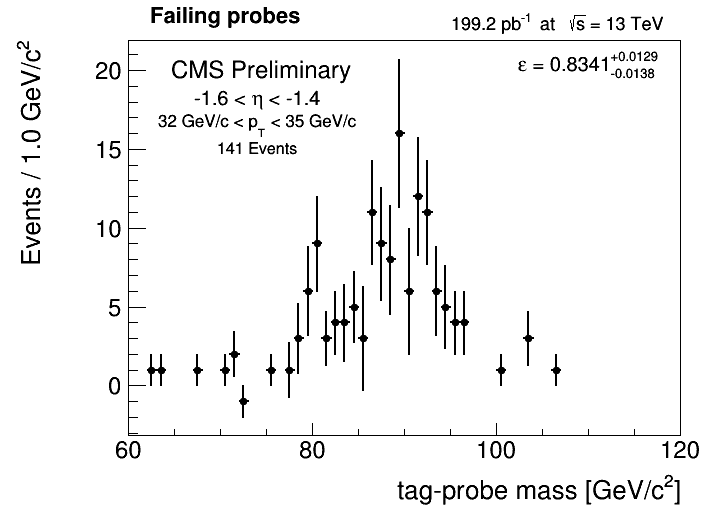 Failing probes
199.2 pb⁻¹ at √s = 13 TeV
CMS Preliminary
-1.6 < η < -1.4
32 GeV/c < p_T < 35 GeV/c
141 Events
ε = 0.8341 +0.0129 -0.0138
Events / 1.0 GeV/c²
20
15
10
5
0
60 80 100 120
tag-probe mass [GeV/c²]